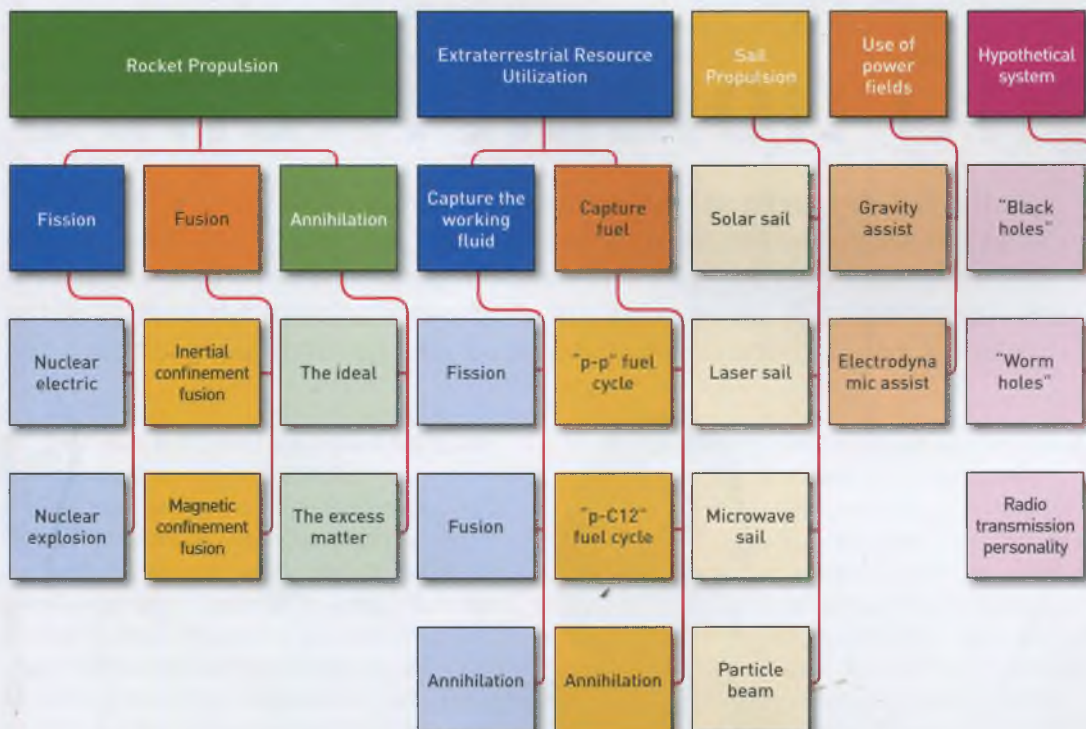 Rocket Propulsion
Extraterrestrial Resource
Utilization
Sail
Propulsion
Use of
power
fields
Hypothetical
system
Fission
Fusion
Annihilation
Capture the
working
fluid
Capture
fuel
Solar sail
Gravity
assist
"Black
holes"
Nuclear
electric
Inertial
confinement
fusion
The ideal
Fission
"p-p" fuel
cycle
Laser sail
Electrodyna
mic assist
"Worm
holes"
Nuclear
explosion
Magnetic
confinement
fusion
The excess
matter
Fusion
"p-C12"
fuel cycle
Microwave
sail
Radio
transmission
personality
Annihilation
Annihilation
Particle
beam